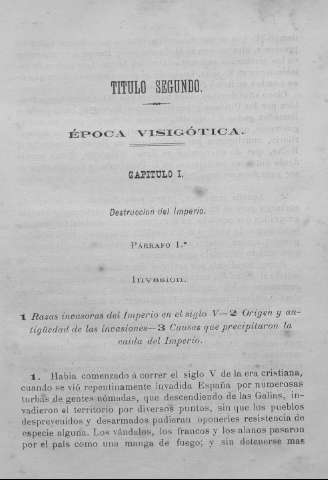 TITULO SEGUNDO.
ÉPOCA VISIGÓTICA.
CAPITULO I.
Destruccion del Imperio.
PÁRRAFO 1.º
Invasion.
1 Razas invasoras del Imperio en el siglo V—2 Origen y an-
tigüedad de las invasiones—3 Causas que precipitaron la
caida del Imperio.
1. Habia comenzado á correr el siglo V de la era cristiana,
cuando se vió repentinamente invadida España por numerosas
turbas de gentes nómadas, que descendiendo de las Galias, in-
vadieron el territorio por diversos puntos, sin que los pueblos
desprevenidos y desarmados pudieran oponerles resistencia de
especie alguna. Los vándalos, los francos y los alanos pasaron
por el pais como una manga de fuego; y sin detenerse mas